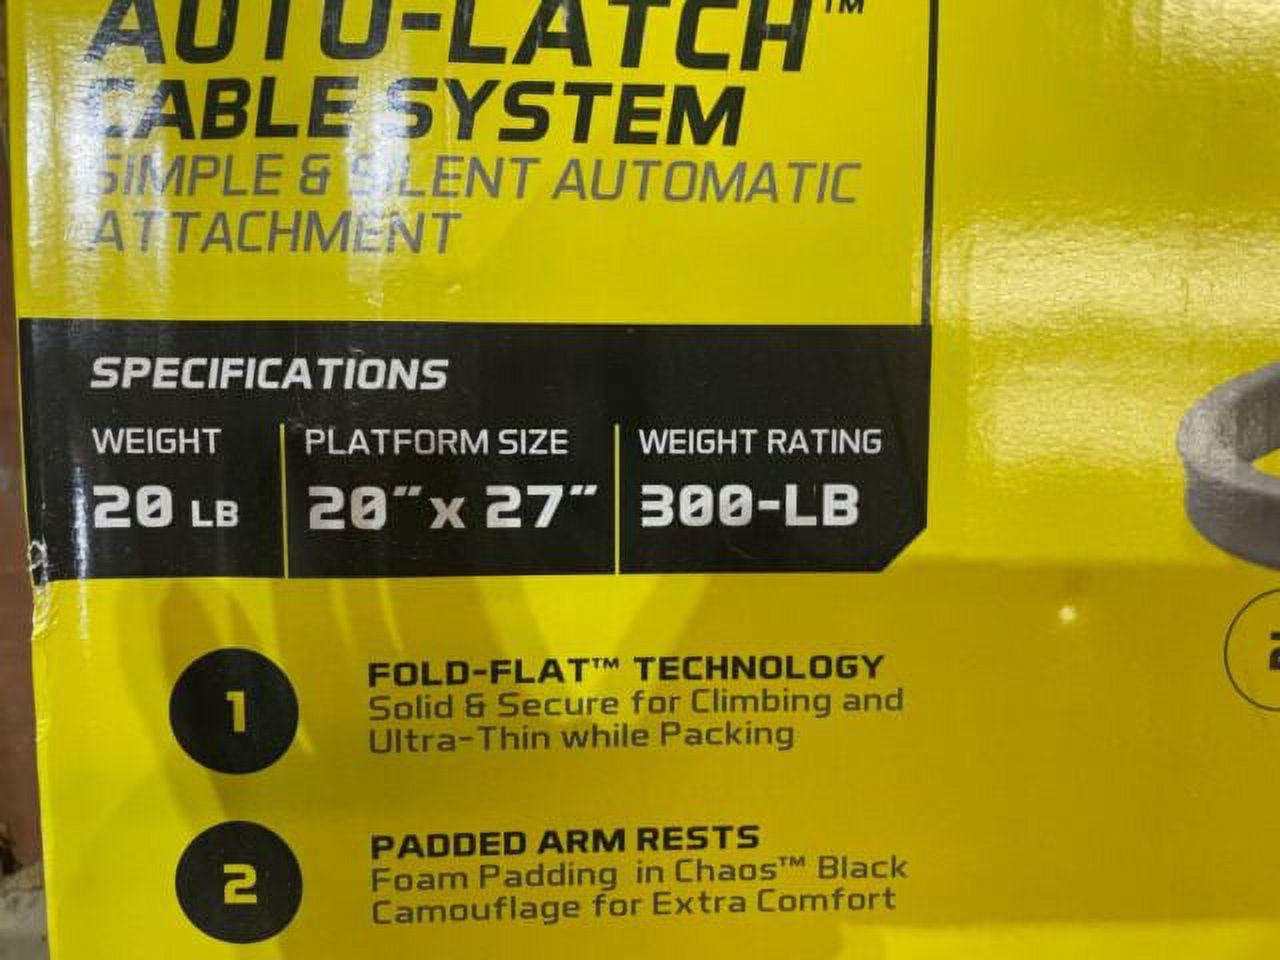 AUTO-LATCH™
CABLE SYSTEM
SIMPLE & SILENT AUTOMATIC
ATTACHMENT
SPECIFICATIONS
WEIGHT PLATFORM SIZE WEIGHT RATING
20 LB 20" x 27" 300-LB
1
FOLD-FLAT™ TECHNOLOGY
Solid & Secure for Climbing and
Ultra-Thin while Packing
2
2
PADDED ARM RESTS
Foam Padding in Chaos™ Black
Camouflage for Extra Comfort